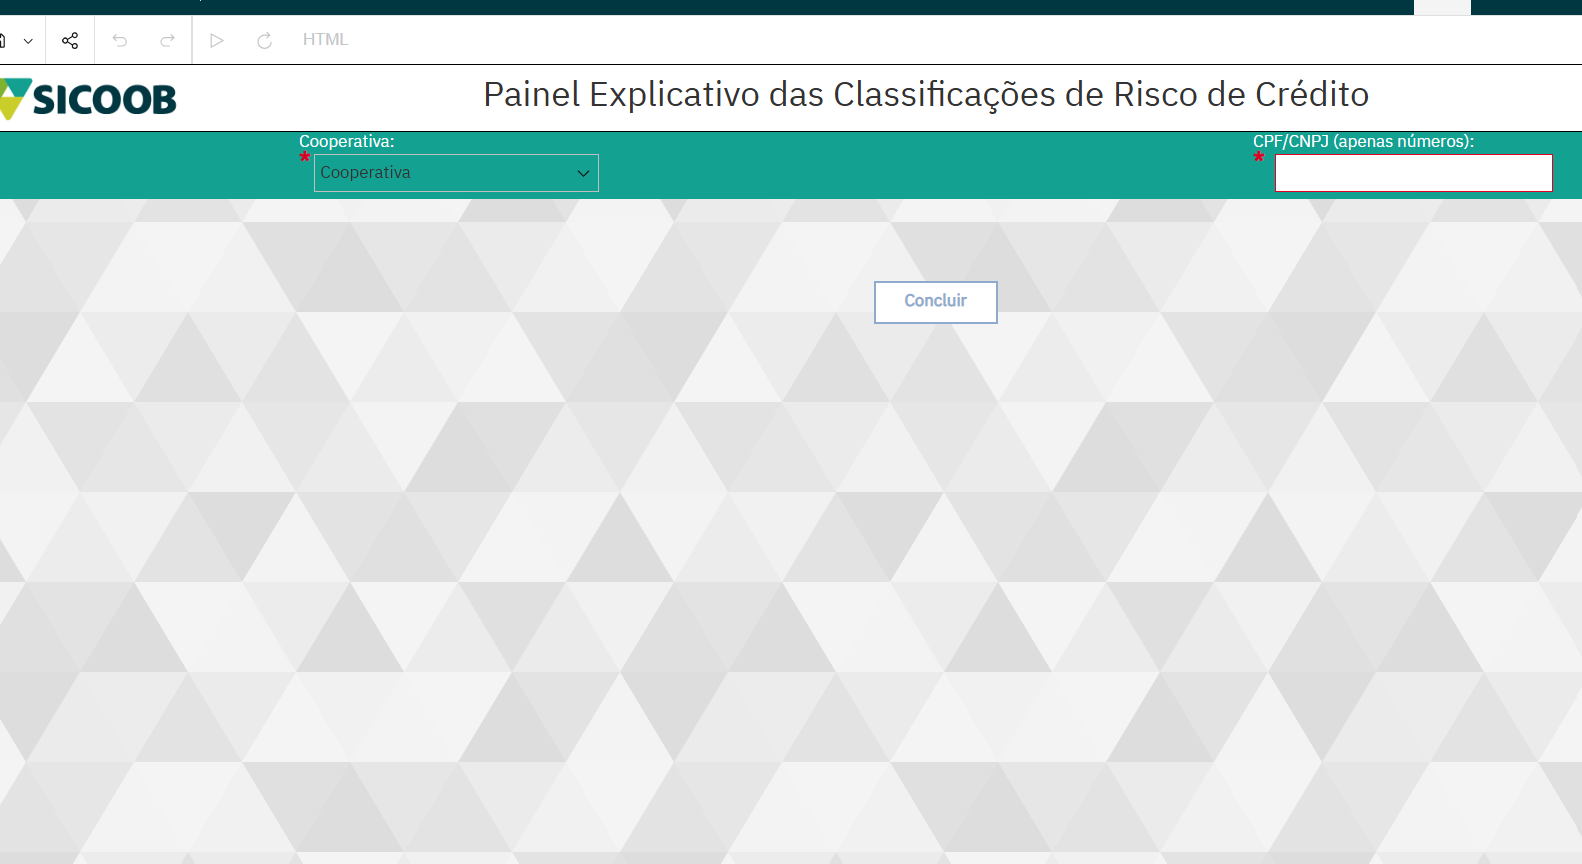 HTML
SICOOB
Painel Explicativo das Classificações de Risco de Crédito
Cooperativa:
CPF/CNPJ (apenas números):
*
Cooperativa
*
Concluir